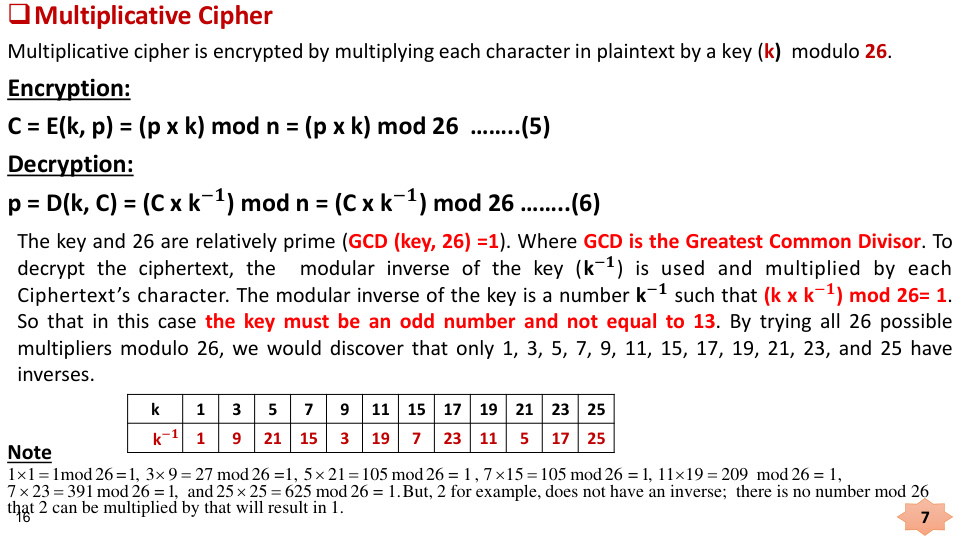 ❑Multiplicative Cipher
Multiplicative cipher is encrypted by multiplying each character in plaintext by a key (k) modulo 26.
Encryption:
C = E(k, p) = (p x k) mod n = (p x k) mod 26 ……..(5)
Decryption:
p = D(k, C) = (C x k⁻¹) mod n = (C x k⁻¹) mod 26 ……..(6)
The key and 26 are relatively prime (GCD (key, 26) =1). Where GCD is the Greatest Common Divisor. To
decrypt the ciphertext, the modular inverse of the key (k⁻¹) is used and multiplied by each
Ciphertext’s character. The modular inverse of the key is a number k⁻¹ such that (k x k⁻¹) mod 26= 1.
So that in this case the key must be an odd number and not equal to 13. By trying all 26 possible
multipliers modulo 26, we would discover that only 1, 3, 5, 7, 9, 11, 15, 17, 19, 21, 23, and 25 have
inverses.
k 1 3 5 7 9 11 15 17 19 21 23 25
k⁻¹ 1 9 21 15 3 19 7 23 11 5 17 25
Note
1×1 = 1mod 26 =1, 3× 9 = 27 mod 26 =1, 5 × 21 = 105 mod 26 = 1 , 7 ×15 = 105 mod 26 = 1, 11×19 = 209 mod 26 = 1,
7 × 23 = 391 mod 26 = 1, and 25 × 25 = 625 mod 26 = 1. But, 2 for example, does not have an inverse; there is no number mod 26
that 2 can be multiplied by that will result in 1.
16
7